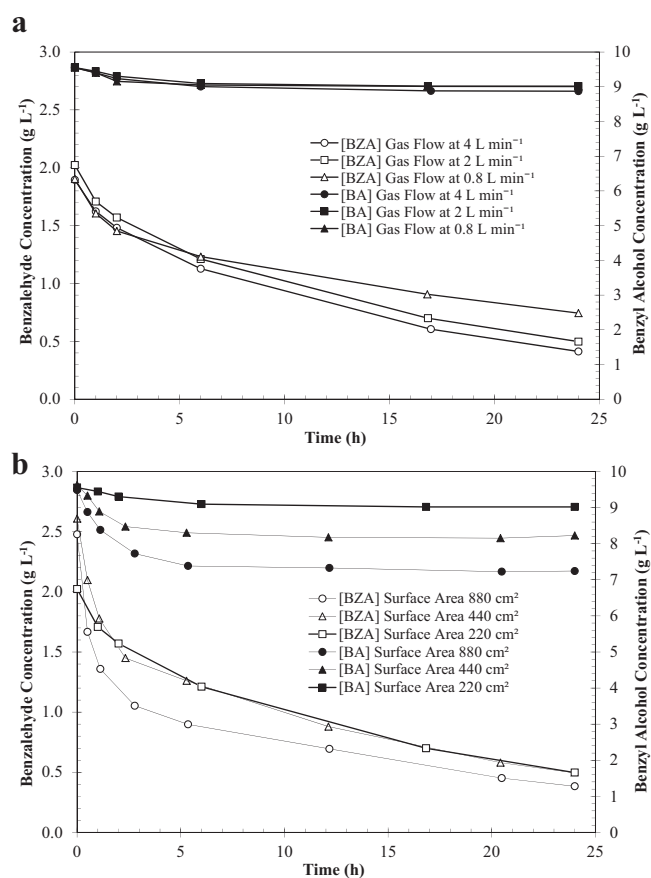 a
3.0
2.5
2.0
1.5
1.0
0.5
0.0
Benzalehyde Concentration (g L⁻¹)
10
9
8
7
6
5
4
3
2
1
0
Benzyl Alcohol Concentration (g L⁻¹)
[BZA] Gas Flow at 4 L min⁻¹
[BZA] Gas Flow at 2 L min⁻¹
[BZA] Gas Flow at 0.8 L min⁻¹
[BA] Gas Flow at 4 L min⁻¹
[BA] Gas Flow at 2 L min⁻¹
[BA] Gas Flow at 0.8 L min⁻¹
0 5 10 15 20 25
Time (h)
b
3.0
2.5
2.0
1.5
1.0
0.5
0.0
Benzalehyde Concentration (g L⁻¹)
10
9
8
7
6
5
4
3
2
1
0
Benzyl Alcohol Concentration (g L⁻¹)
[BZA] Surface Area 880 cm²
[BZA] Surface Area 440 cm²
[BZA] Surface Area 220 cm²
[BA] Surface Area 880 cm²
[BA] Surface Area 440 cm²
[BA] Surface Area 220 cm²
0 5 10 15 20 25
Time (h)